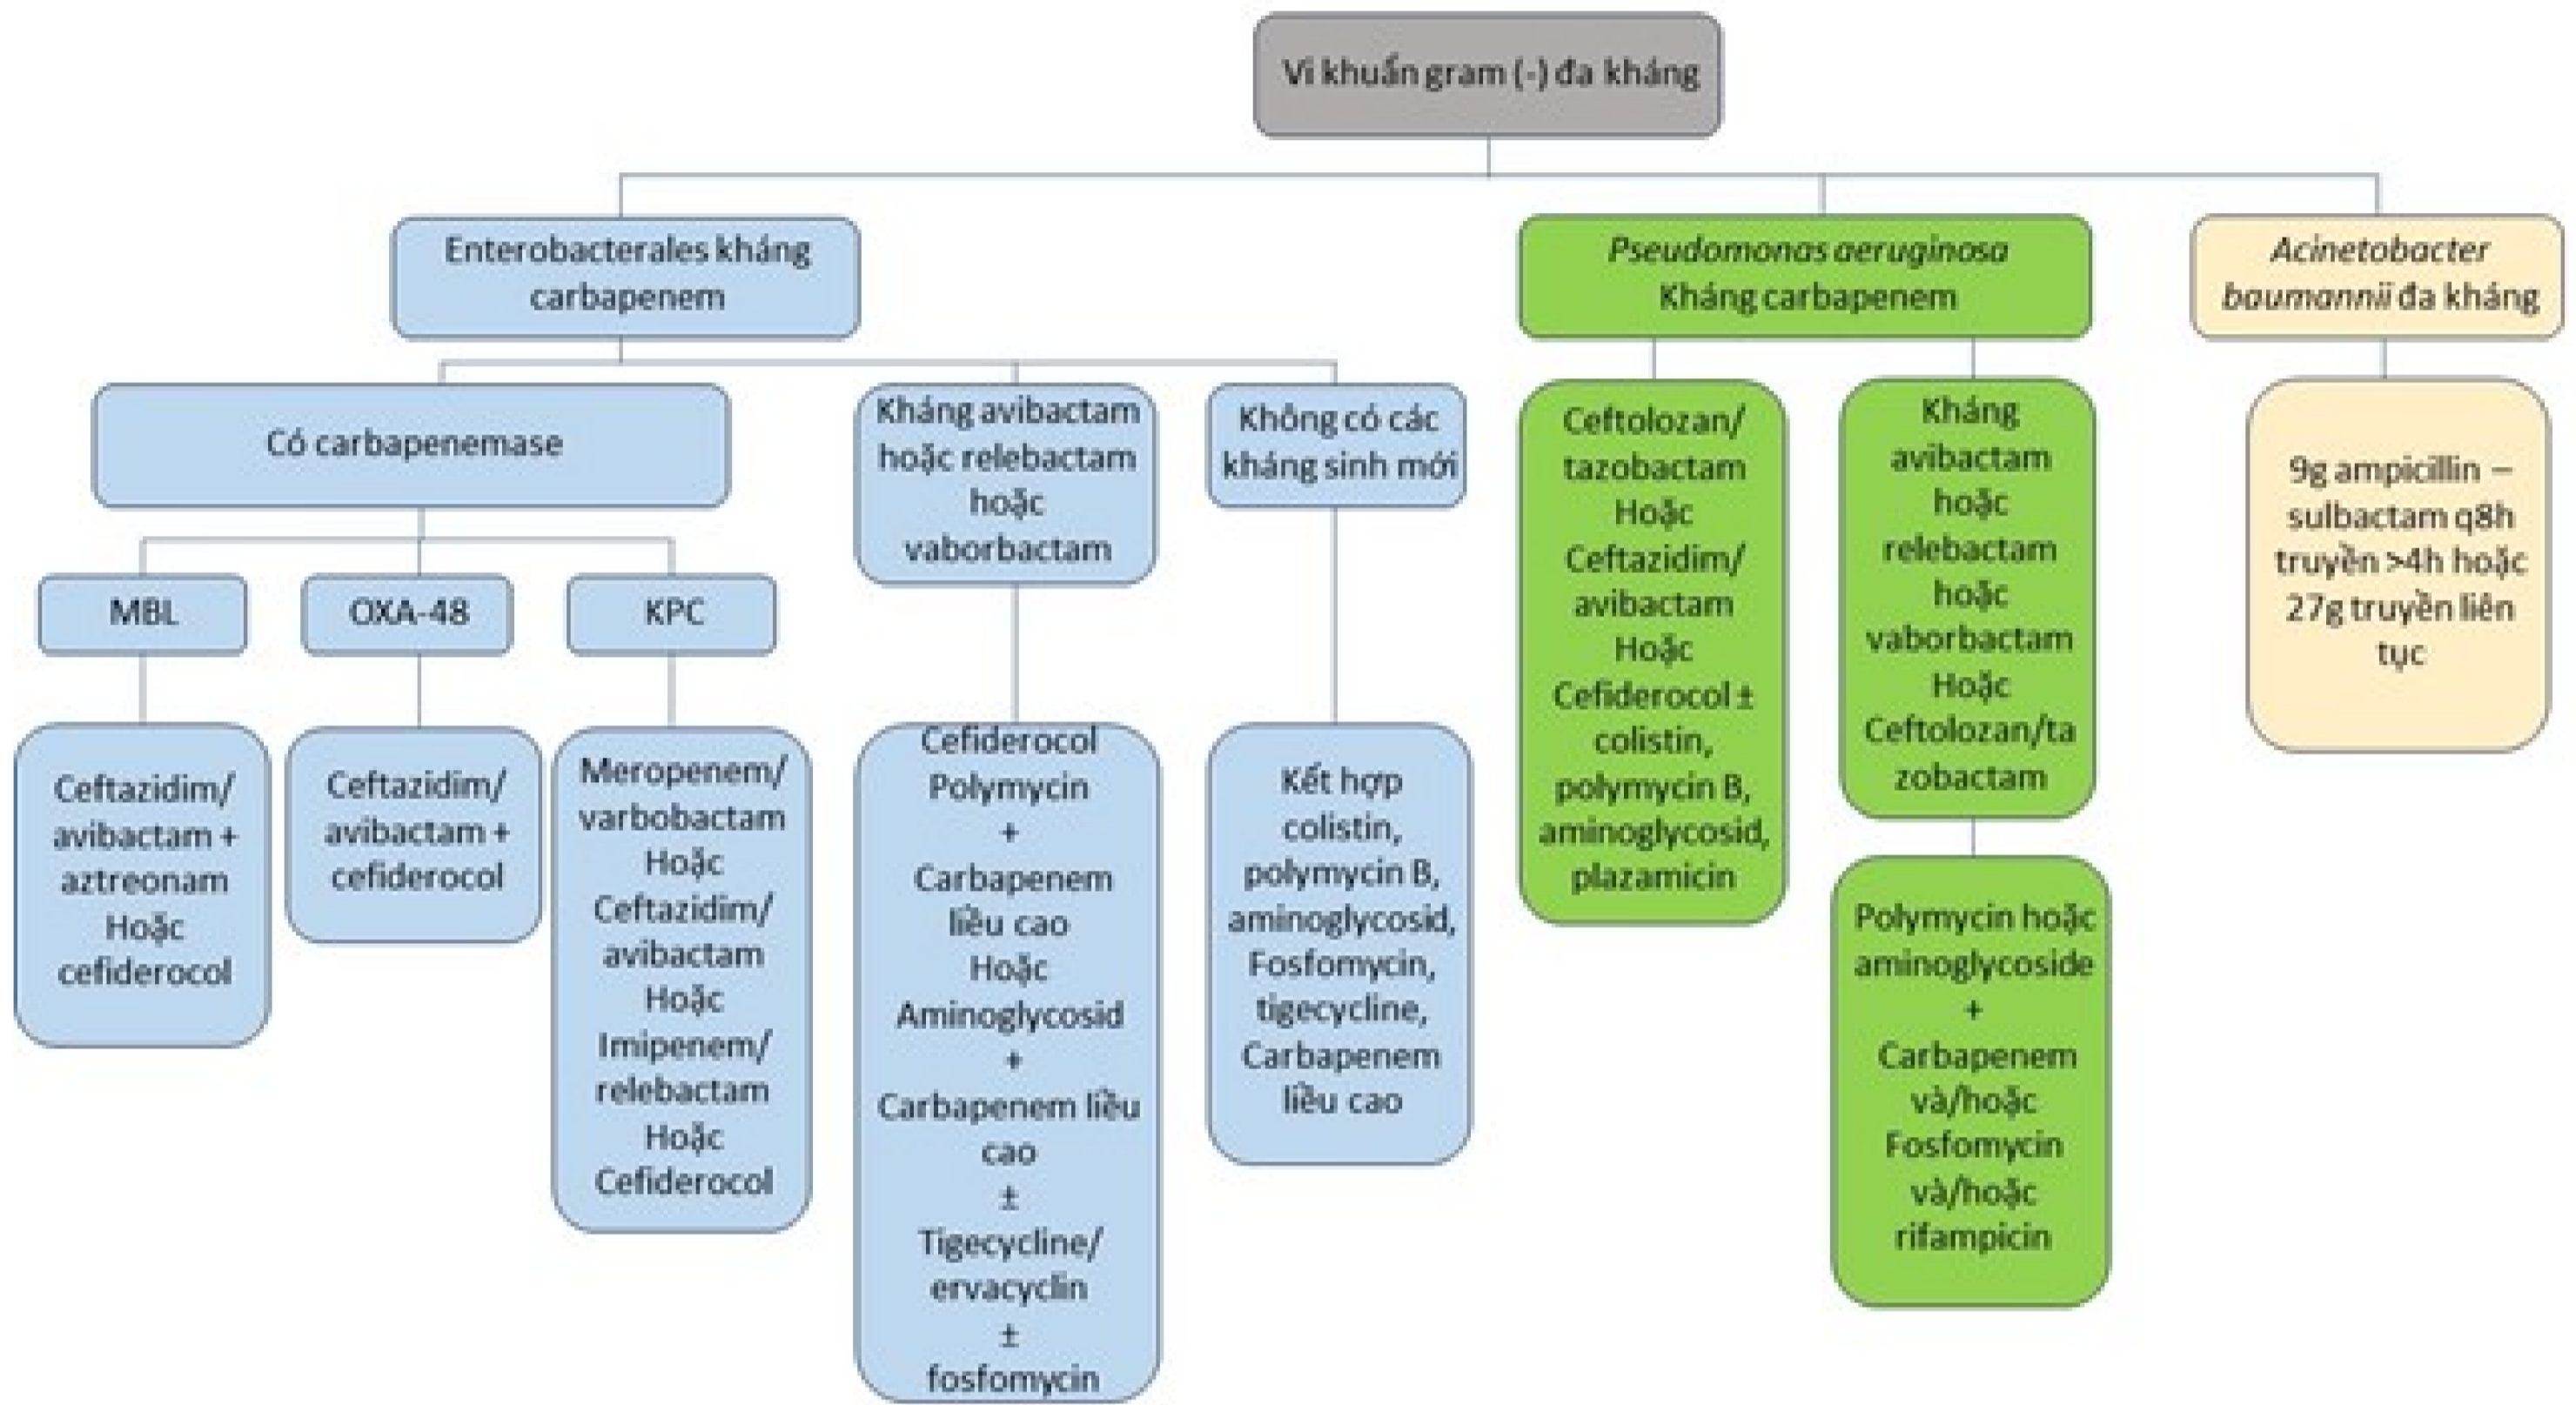 Vi khuẩn gram (-) đa kháng
Enterobacterales kháng
carbapenem
Pseudomonas aeruginosa
Kháng carbapenem
Acinetobacter
baumannii đa kháng
Có carbapenemase
Kháng avibactam
hoặc relebactam
hoặc
vaborbactam
Không có các
kháng sinh mới
MBL
OXA-48
KPC
Ceftazidim/
avibactam +
aztreonam
Hoặc
cefiderocol
Ceftazidim/
avibactam +
cefiderocol
Meropenem/
varbobactam
Hoặc
Ceftazidim/
avibactam
Hoặc
Imipenem/
relebactam
Hoặc
Cefiderocol
Cefiderocol
Polymycin
+
Carbapenem
liều cao
Hoặc
Aminoglycosid
+
Carbapenem liều
cao
±
Tigecycline/
ervacyclin
±
fosfomycin
Kết hợp
colistin,
polymycin B,
aminoglycosid,
Fosfomycin,
tigecycline,
Carbapenem
liều cao
Ceftolozan/
tazobactam
Hoặc
Ceftazidim/
avibactam
Hoặc
Cefiderocol ±
colistin,
polymycin B,
aminoglycosid,
plazamicin
Kháng
avibactam
hoặc
relebactam
hoặc
vaborbactam
Hoặc
Ceftolozan/ta
zobactam
Polymycin hoặc
aminoglycoside
+
Carbapenem
và/hoặc
Fosfomycin
và/hoặc
rifampicin
9g ampicillin –
sulbactam q8h
truyền >4h hoặc
27g truyền liên
tục